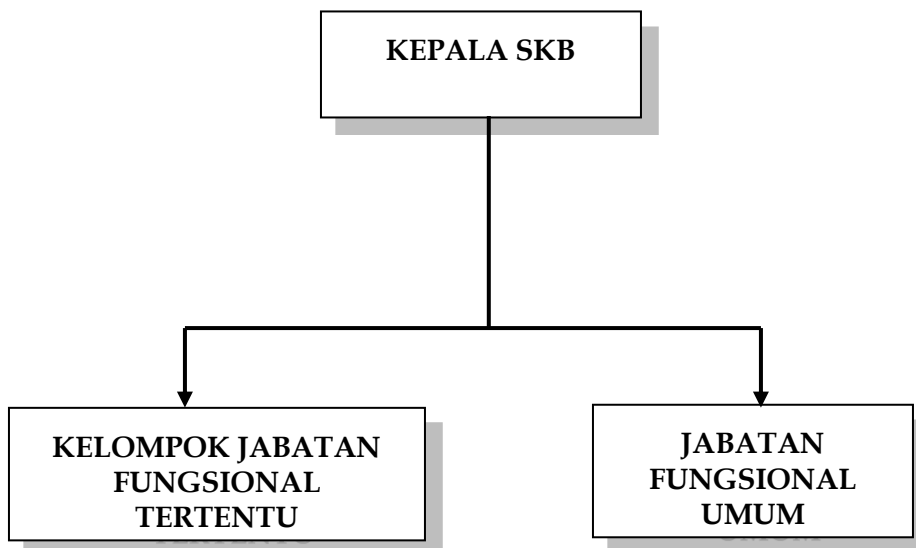 KEPALA SKB
KELOMPOK JABATAN
FUNGSIONAL
TERTENTU
JABATAN
FUNGSIONAL
UMUM